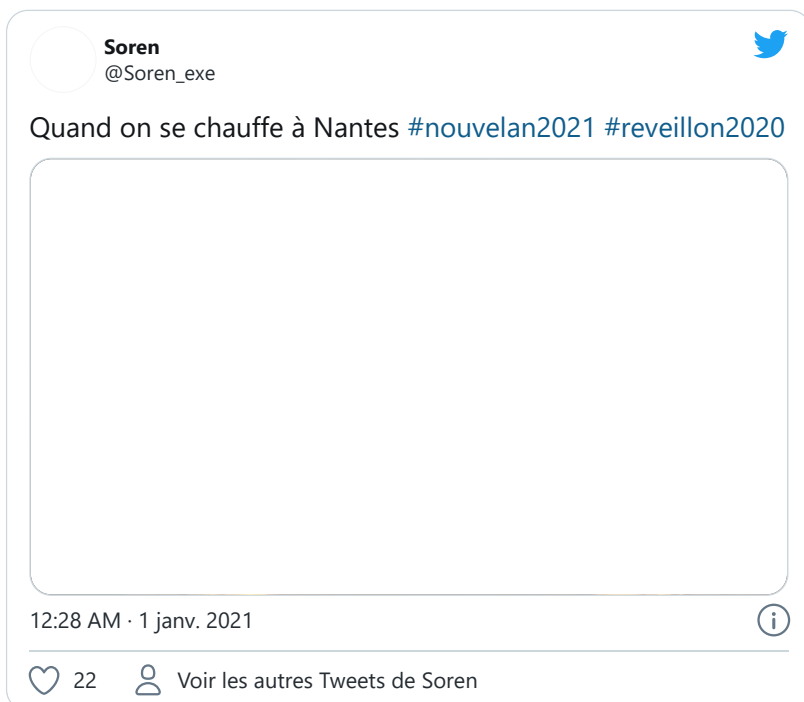 Soren
@Soren_exe
Quand on se chauffe à Nantes #nouvelan2021 #reveillon2020
12:28 AM · 1 janv. 2021
22 Voir les autres Tweets de Soren